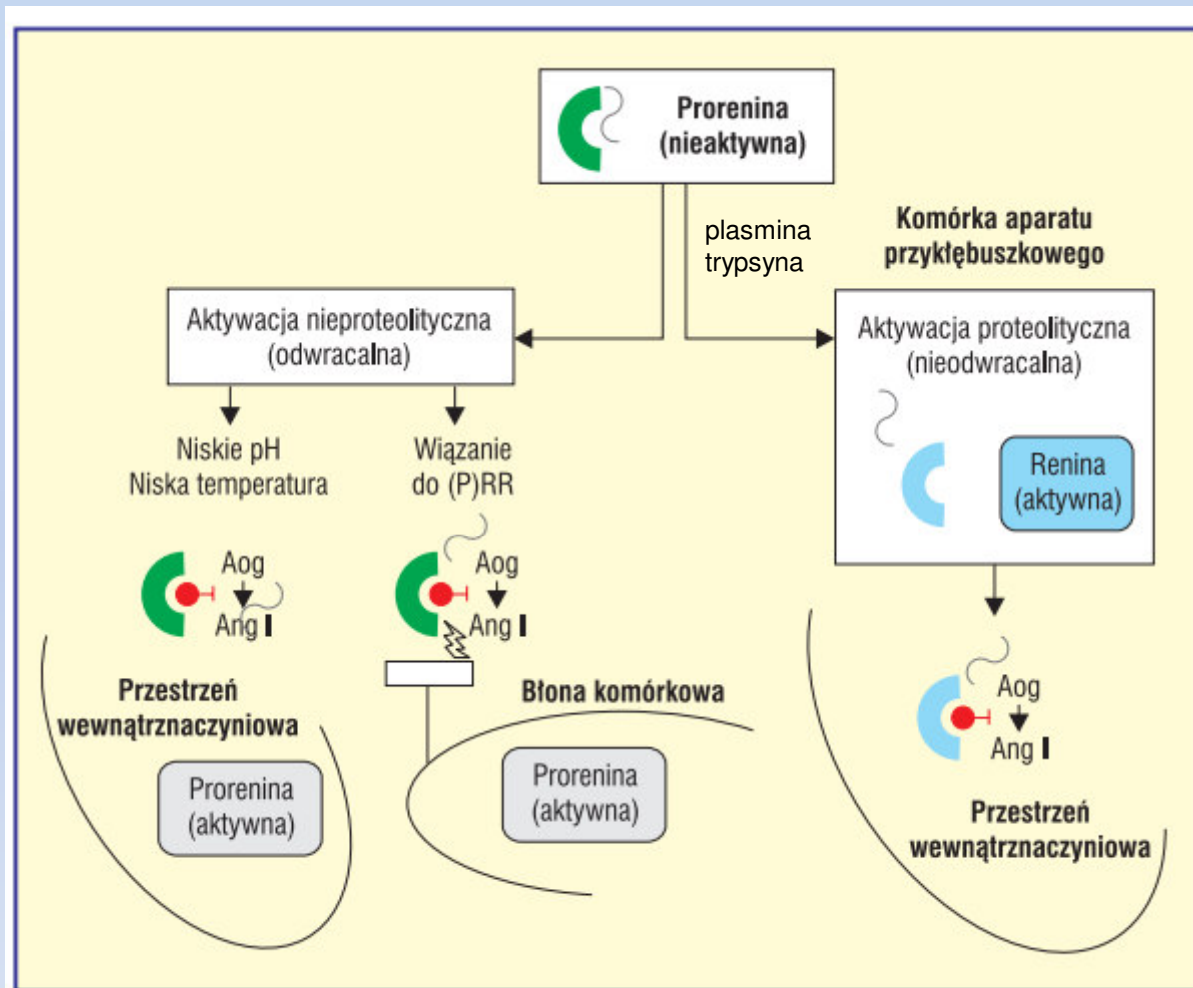 Prorenina
(nieaktywna)
plasmina
trypsyna
Komórka aparatu
przykłębuszkowego
Aktywacja nieproteolityczna
(odwracalna)
Aktywacja proteolityczna
(nieodwracalna)
Niskie pH
Niska temperatura
Wiązanie
do (P)RR
Renina
(aktywna)
Aog
Ang I
Aog
Ang I
Przestrzeń
wewnątrznaczyniowa
Błona komórkowa
Prorenina
(aktywna)
Prorenina
(aktywna)
Aog
Ang I
Przestrzeń
wewnątrznaczyniowa